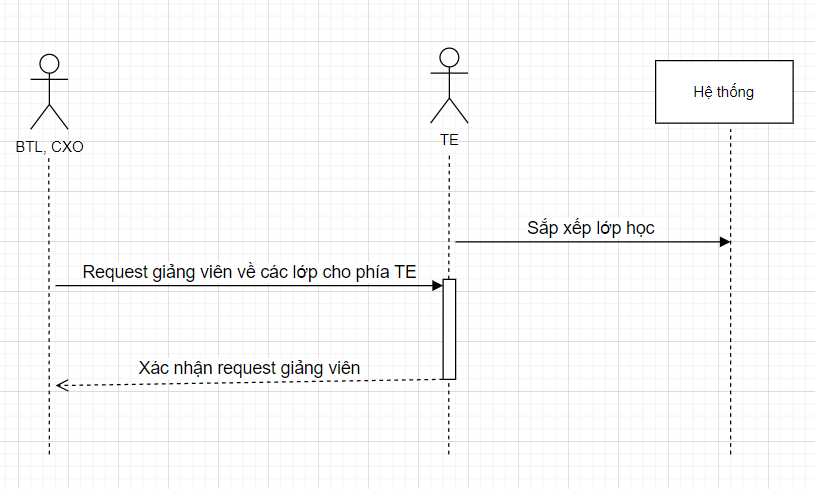 BTL, CXO
TE
Hệ thống
Sắp xếp lớp học
Request giảng viên về các lớp cho phía TE
Xác nhận request giảng viên